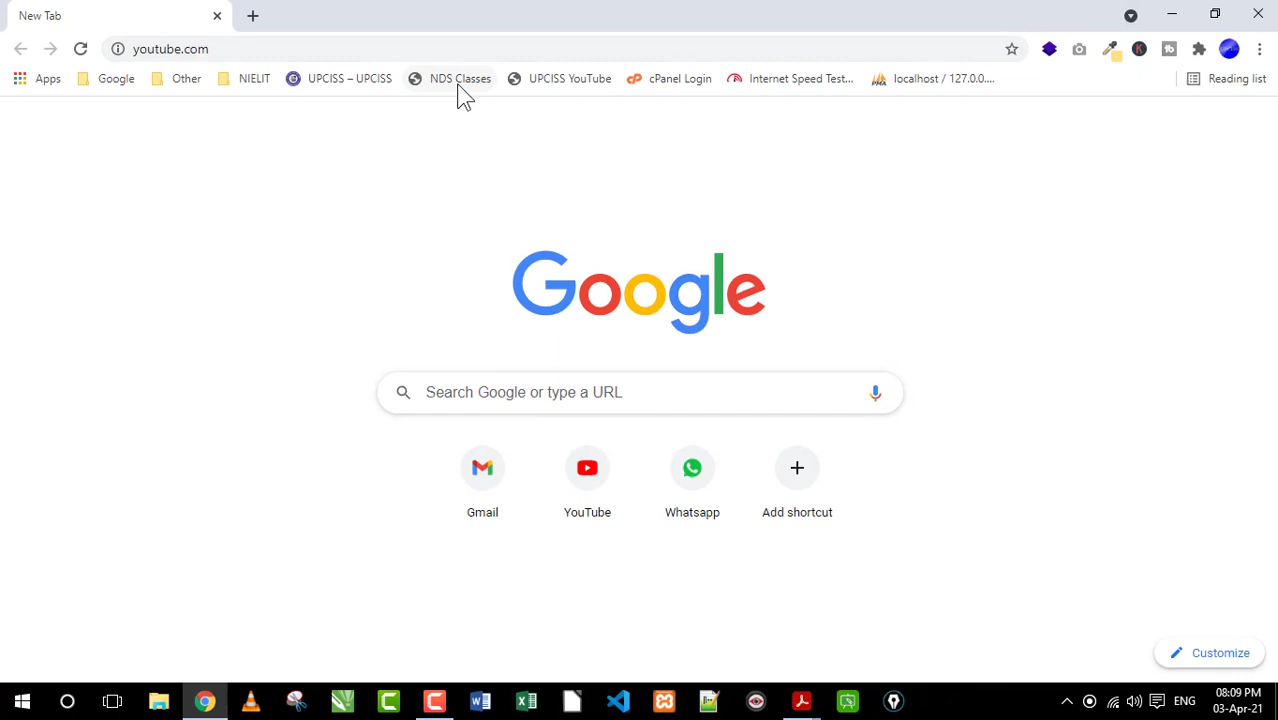 New Tab
youtube.com
Apps Google Other NIELIT UPCISS – UPCISS NDS Classes UPCISS YouTube cPanel Login Internet Speed Test... localhost / 127.0.0.... Reading list
Google
Search Google or type a URL
Gmail YouTube Whatsapp Add shortcut
Customize
ENG 08:09 PM
03-Apr-21